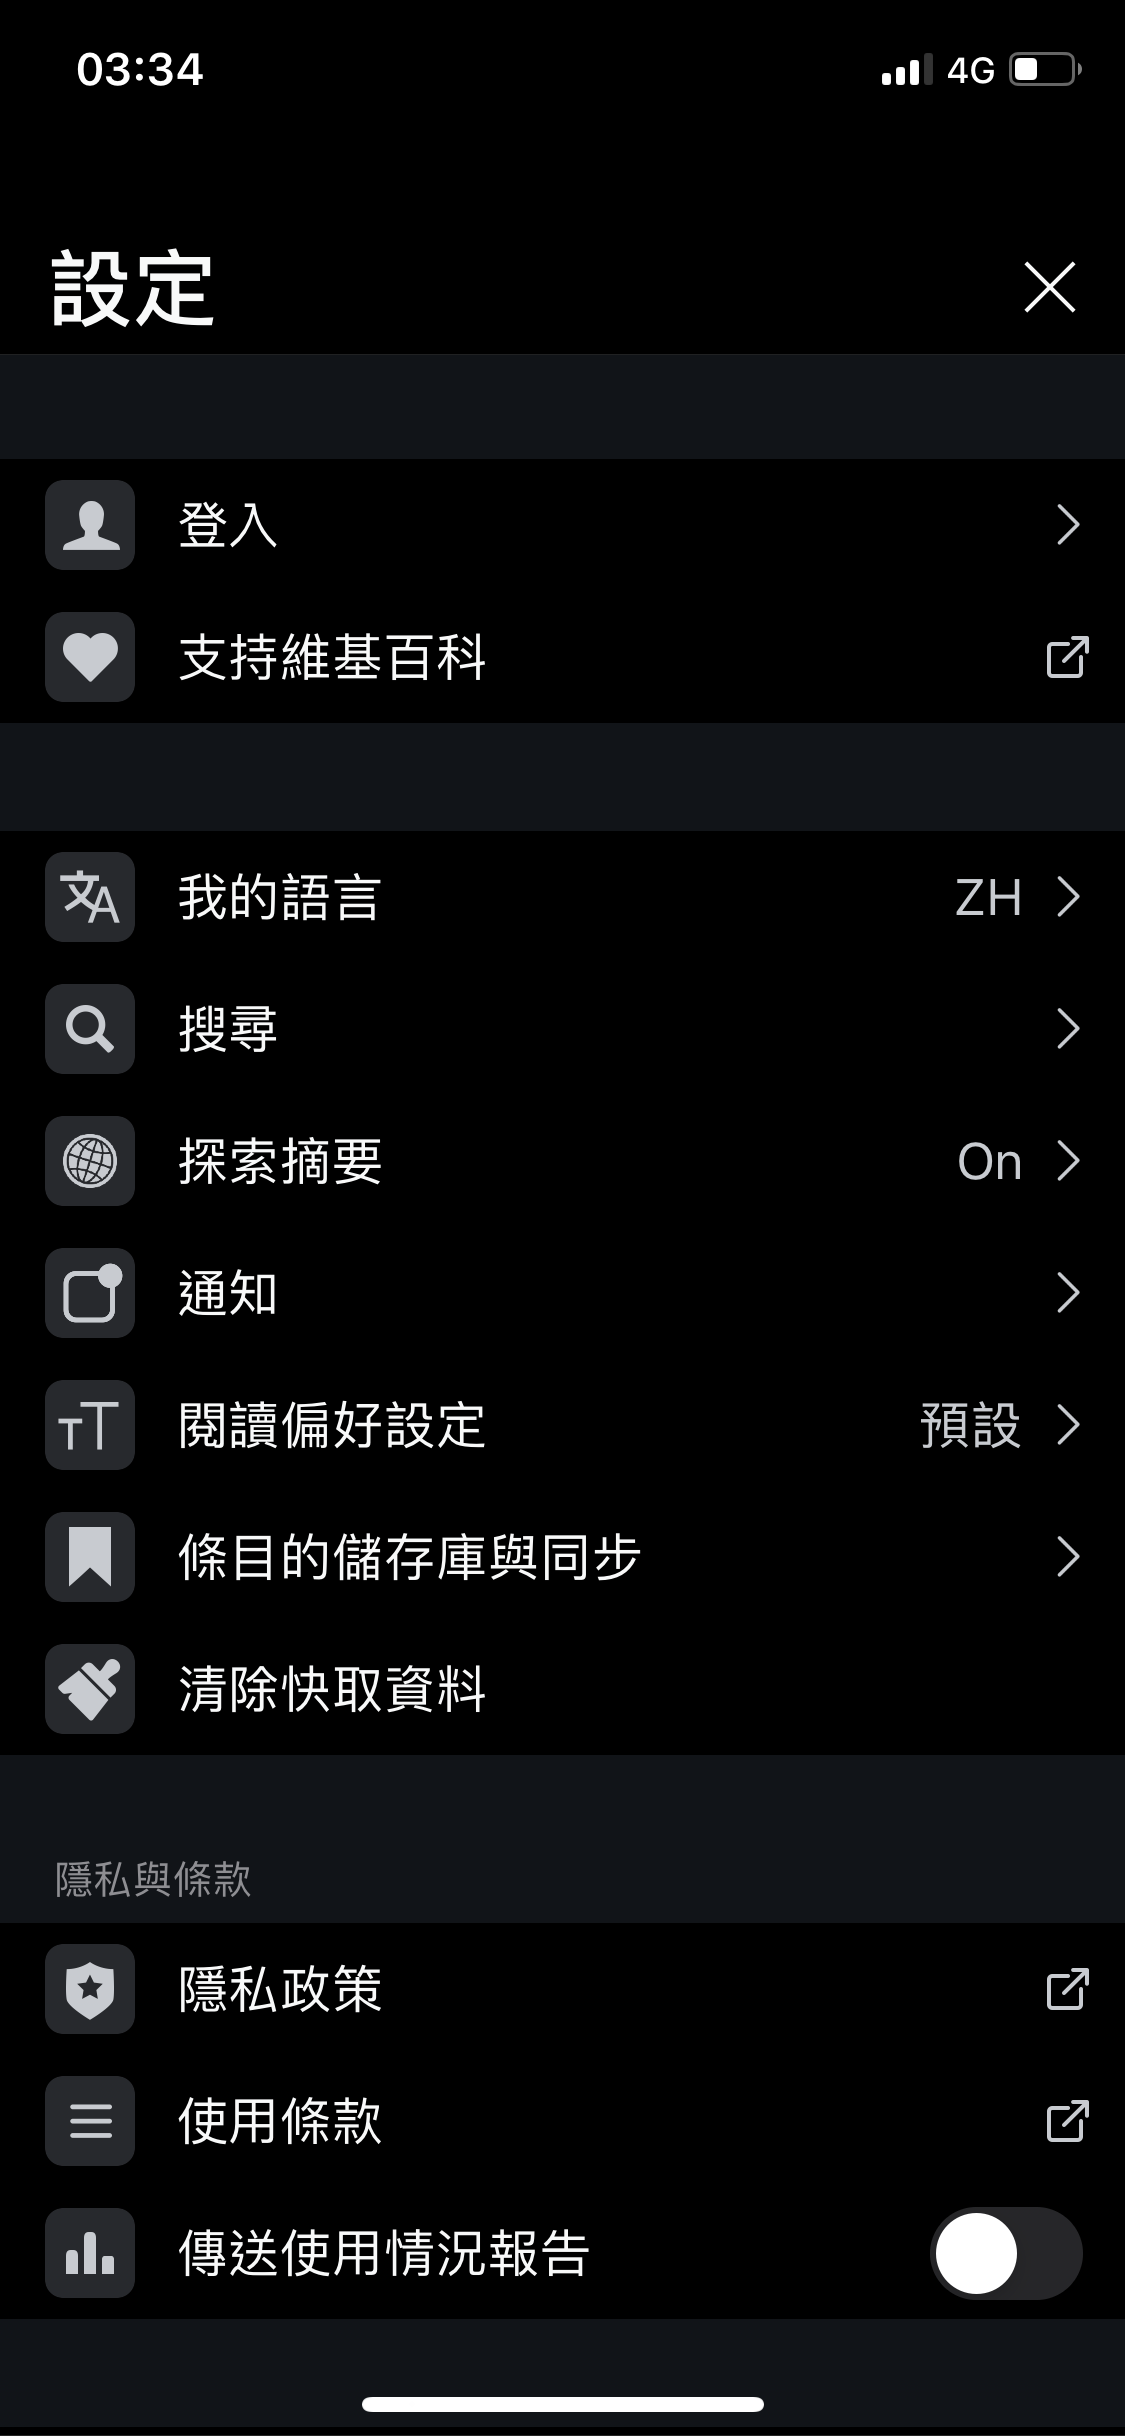 03:34
4G
設定
登入
支持維基百科
我的語言
ZH
搜尋
探索摘要
On
通知
閱讀偏好設定
預設
條目的儲存庫與同步
清除快取資料
隱私與條款
隱私政策
使用條款
傳送使用情況報告